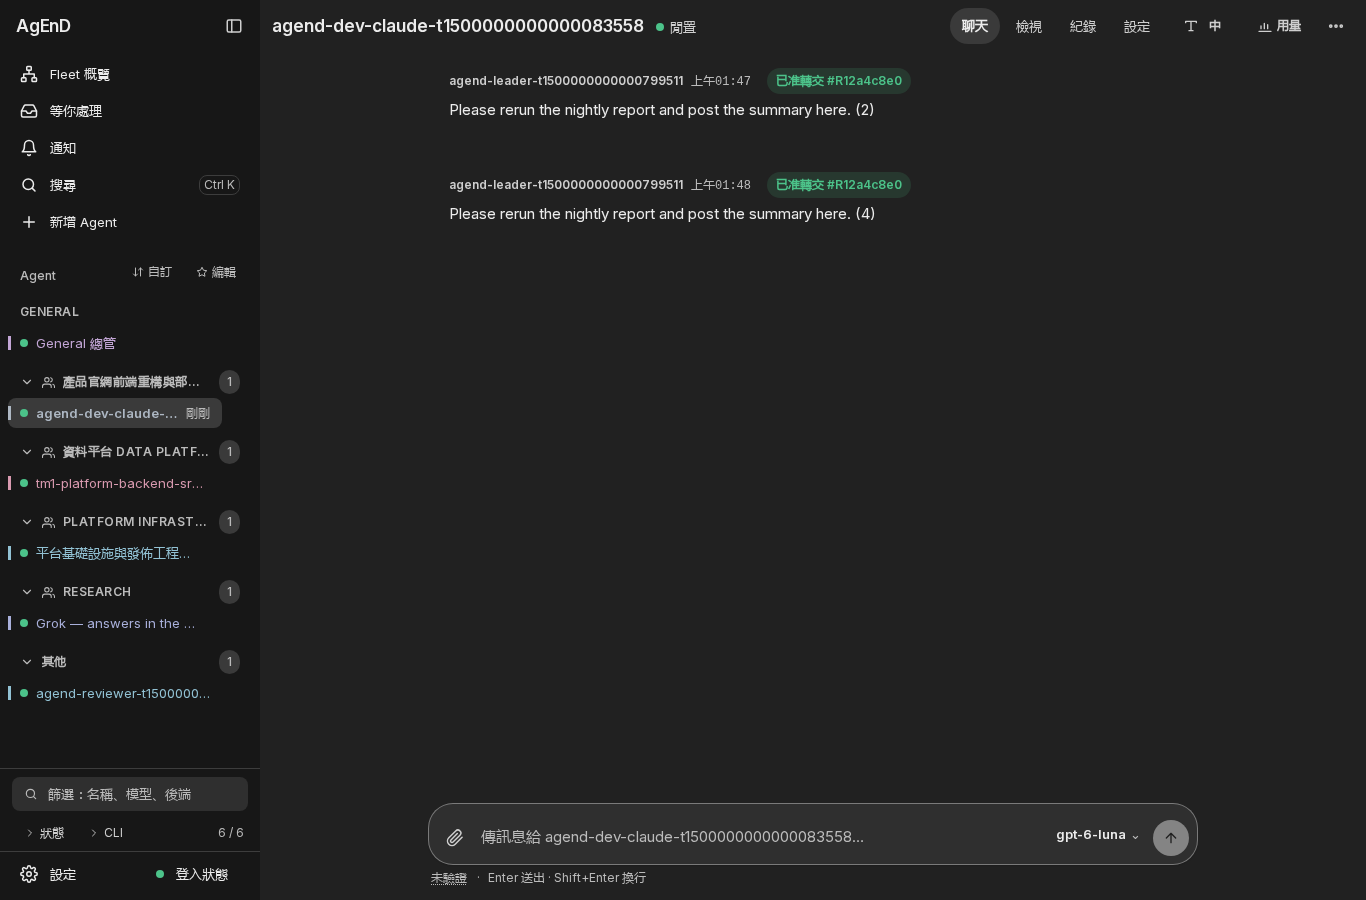 AgEnD
Fleet 概覽
等你處理
通知
搜尋 Ctrl K
新增 Agent
Agent 自訂 編輯
GENERAL
General 總管
產品官網前端重構與部… 1
agend-dev-claude-… 剛剛
資料平台 DATA PLATF… 1
tm1-platform-backend-sr…
PLATFORM INFRAST… 1
平台基礎設施與發佈工程…
RESEARCH 1
Grok — answers in the …
其他 1
agend-reviewer-t1500000…
篩選：名稱、模型、後端
狀態 CLI 6 / 6
設定 登入狀態
agend-dev-claude-t1500000000000083558 閒置 聊天 檢視 紀錄 設定 T 中 用量
agend-leader-t1500000000000799511 上午01:47 已准轉交 #R12a4c8e0
Please rerun the nightly report and post the summary here. (2)
agend-leader-t1500000000000799511 上午01:48 已准轉交 #R12a4c8e0
Please rerun the nightly report and post the summary here. (4)
傳訊息給 agend-dev-claude-t1500000000000083558… gpt-6-luna
未驗證 · Enter 送出 · Shift+Enter 換行